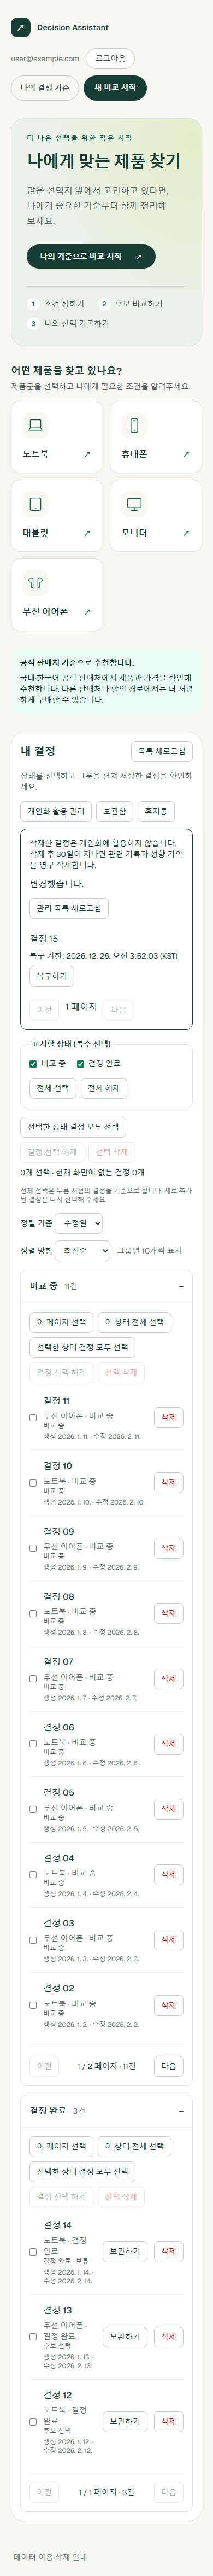 ↗ Decision Assistant
user@example.com 로그아웃
나의 결정 기준 새 비교 시작
더 나은 선택을 위한 작은 시작
나에게 맞는 제품 찾기
많은 선택지 앞에서 고민하고 있다면,
나에게 중요한 기준부터 함께 정리해
보세요.
나의 기준으로 비교 시작 ↗
1 조건 정하기 2 후보 비교하기
3 나의 선택 기록하기
어떤 제품을 찾고 있나요?
제품군을 선택하고 나에게 필요한 조건을 알려주세요.
노트북 ↗ 휴대폰 ↗
태블릿 ↗ 모니터 ↗
무선 이어폰 ↗
공식 판매처 기준으로 추천합니다.
국내·한국어 공식 판매처에서 제품과 가격을 확인해
추천합니다. 다른 판매처나 할인 경로에서는 더 저렴
하게 구매할 수 있습니다.
내 결정 목록 새로고침
상태를 선택하고 그룹을 펼쳐 저장한 결정을 확인하
세요.
개인화 활용 관리 보관함 휴지통
삭제한 결정은 개인화에 활용하지 않습니다.
삭제 후 30일이 지나면 관련 기록과 성향 기억
을 영구 삭제합니다.
변경했습니다.
관리 목록 새로고침
결정 15
복구 기한: 2026. 12. 26. 오전 3:52:03 (KST)
복구하기
이전 1 페이지 다음
표시할 상태 (복수 선택)
비교 중 결정 완료
전체 선택 전체 해제
선택한 상태 결정 모두 선택
결정 선택 해제 선택 삭제
0개 선택 · 현재 화면에 없는 결정 0개
전체 선택은 누른 시점의 결정을 기준으로 합니다. 새로 추가
된 결정은 다시 선택해 주세요.
정렬 기준 수정일
정렬 방향 최신순 그룹별 10개씩 표시
비교 중 11건 −
이 페이지 선택 이 상태 전체 선택
선택한 상태 결정 모두 선택
결정 선택 해제 선택 삭제
결정 11
무선 이어폰 · 비교 중
비교 중
생성 2026. 1. 11. · 수정 2026. 2. 11.
삭제
결정 10
노트북 · 비교 중
비교 중
생성 2026. 1. 10. · 수정 2026. 2. 10.
삭제
결정 09
무선 이어폰 · 비교 중
비교 중
생성 2026. 1. 9. · 수정 2026. 2. 9.
삭제
결정 08
노트북 · 비교 중
비교 중
생성 2026. 1. 8. · 수정 2026. 2. 8.
삭제
결정 07
무선 이어폰 · 비교 중
비교 중
생성 2026. 1. 7. · 수정 2026. 2. 7.
삭제
결정 06
노트북 · 비교 중
비교 중
생성 2026. 1. 6. · 수정 2026. 2. 6.
삭제
결정 05
무선 이어폰 · 비교 중
비교 중
생성 2026. 1. 5. · 수정 2026. 2. 5.
삭제
결정 04
노트북 · 비교 중
비교 중
생성 2026. 1. 4. · 수정 2026. 2. 4.
삭제
결정 03
무선 이어폰 · 비교 중
비교 중
생성 2026. 1. 3. · 수정 2026. 2. 3.
삭제
결정 02
노트북 · 비교 중
비교 중
생성 2026. 1. 2. · 수정 2026. 2. 2.
삭제
이전 1 / 2 페이지 · 11건 다음
결정 완료 3건 −
이 페이지 선택 이 상태 전체 선택
선택한 상태 결정 모두 선택
결정 선택 해제 선택 삭제
결정 14
노트북 · 결정
완료
결정 완료 · 보류
생성 2026. 1. 14. ·
수정 2026. 2. 14.
보관하기 삭제
결정 13
무선 이어폰 ·
결정 완료
후보 선택
생성 2026. 1. 13. ·
수정 2026. 2. 13.
보관하기 삭제
결정 12
노트북 · 결정
완료
후보 선택
생성 2026. 1. 12. ·
수정 2026. 2. 12.
보관하기 삭제
이전 1 / 1 페이지 · 3건 다음
데이터 이용·삭제 안내